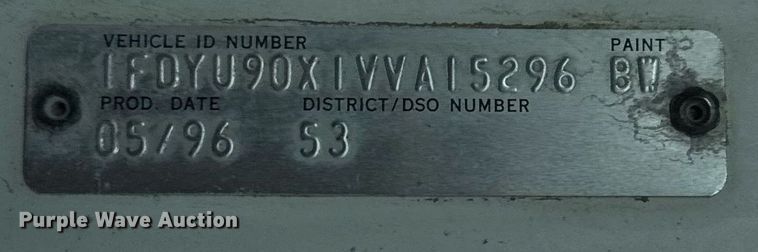 VEHICLE ID NUMBER PAINT
1FDYU90X1VVA15296 BW
PROD. DATE DISTRICT/DSO NUMBER
05/96 53
Purple Wave Auction